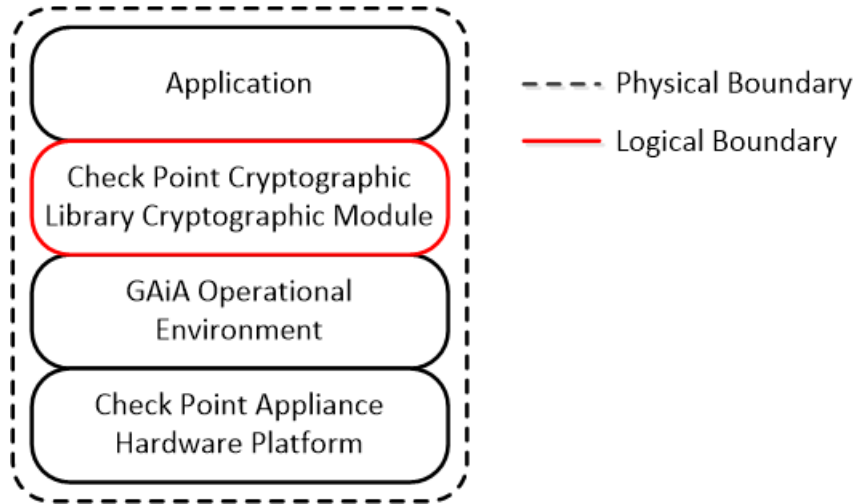 Application
Check Point Cryptographic
Library Cryptographic Module
GAiA Operational
Environment
Check Point Appliance
Hardware Platform
Physical Boundary
Logical Boundary